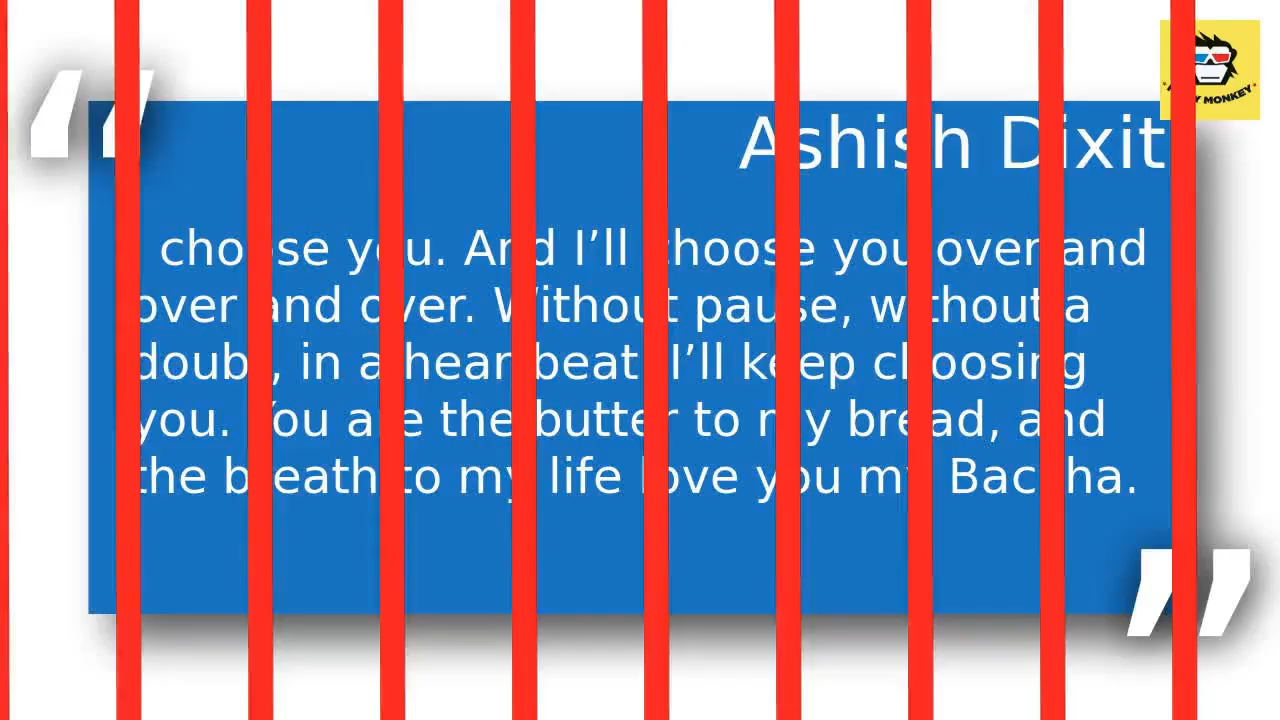 Ashish Dixit
I choose you. And I’ll choose you over and
over and over. Without pause, without a
doubt, in a heartbeat. I’ll keep choosing
you. You are the butter to my bread, and
the breath to my life love you my Baccha.
MONKEY